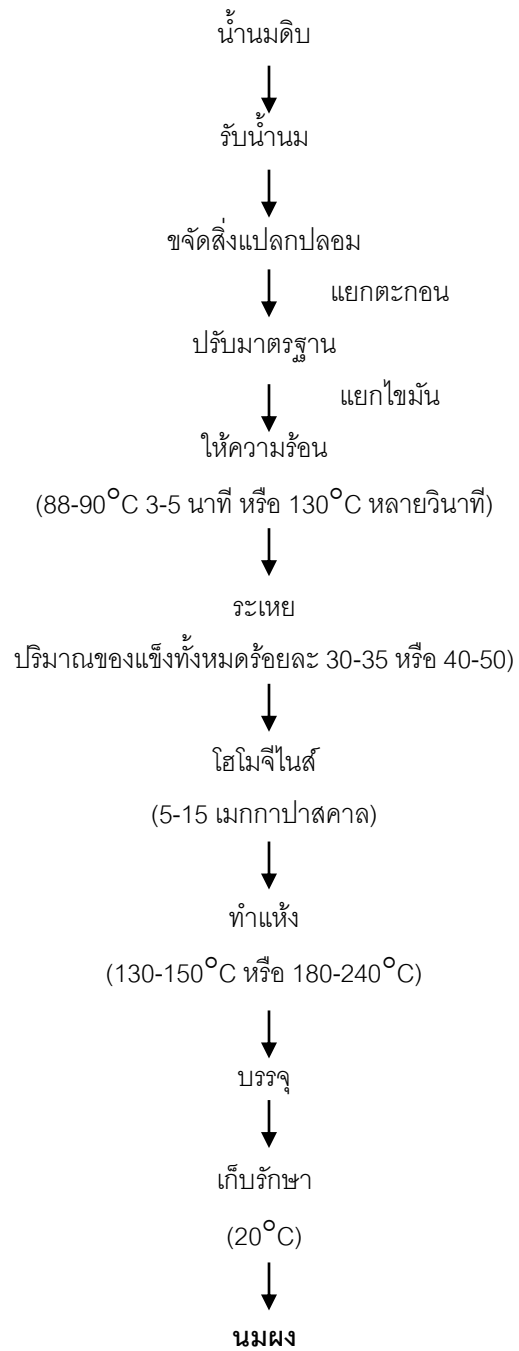 น้ำนมดิบ
รับน้ำนม
ขจัดสิ่งแปลกปลอม
แยกตะกอน
ปรับมาตรฐาน
แยกไขมัน
ให้ความร้อน
(88-90°C 3-5 นาที หรือ 130°C หลายวินาที)
ระเหย
ปริมาณของแข็งทั้งหมดร้อยละ 30-35 หรือ 40-50)
โฮโมจีไนส์
(5-15 เมกกาปาสคาล)
ทำแห้ง
(130-150°C หรือ 180-240°C)
บรรจุ
เก็บรักษา
(20°C)
นมผง